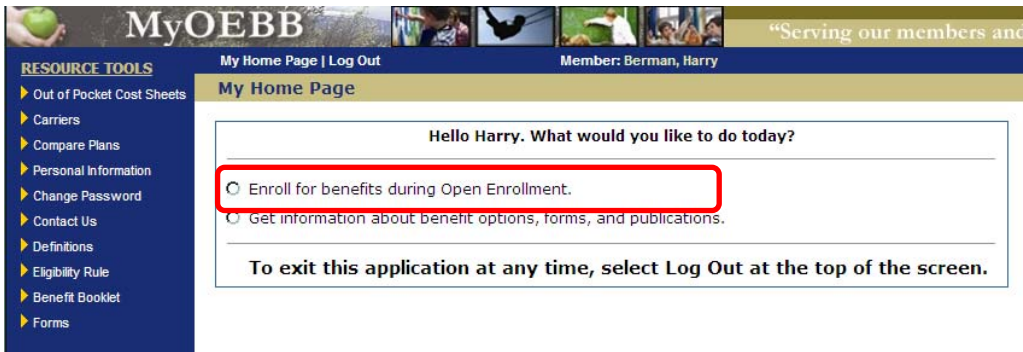 MyOEBB
“Serving our members and
RESOURCE TOOLS
Out of Pocket Cost Sheets
Carriers
Compare Plans
Personal Information
Change Password
Contact Us
Definitions
Eligibility Rule
Benefit Booklet
Forms
My Home Page | Log Out
Member: Berman, Harry
My Home Page
Hello Harry. What would you like to do today?
Enroll for benefits during Open Enrollment.
Get information about benefit options, forms, and publications.
To exit this application at any time, select Log Out at the top of the screen.